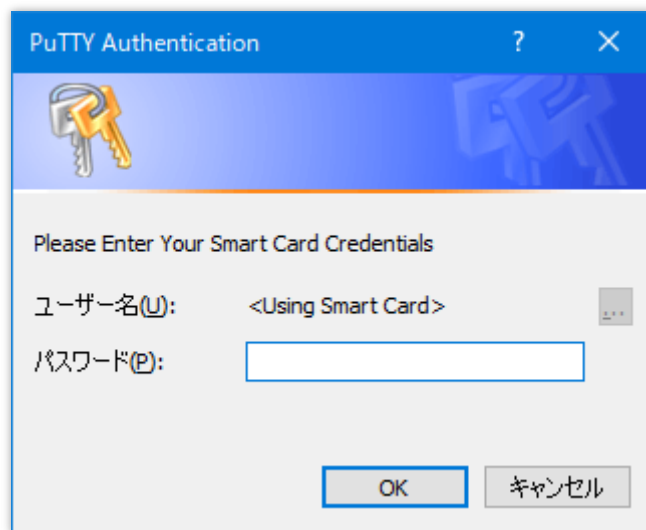 PuTTY Authentication
Please Enter Your Smart Card Credentials
ユーザー名(U): <Using Smart Card> ...
パスワード(P):
OK キャンセル